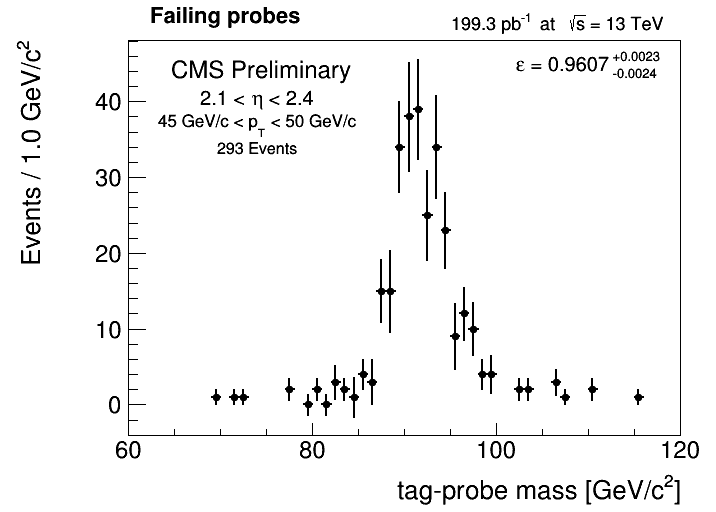 Failing probes
199.3 pb⁻¹ at √s = 13 TeV
CMS Preliminary
2.1 < η < 2.4
45 GeV/c < p_T < 50 GeV/c
293 Events
ε = 0.9607 +0.0023 -0.0024
Events / 1.0 GeV/c²
40
30
20
10
0
60 80 100 120
tag-probe mass [GeV/c²]